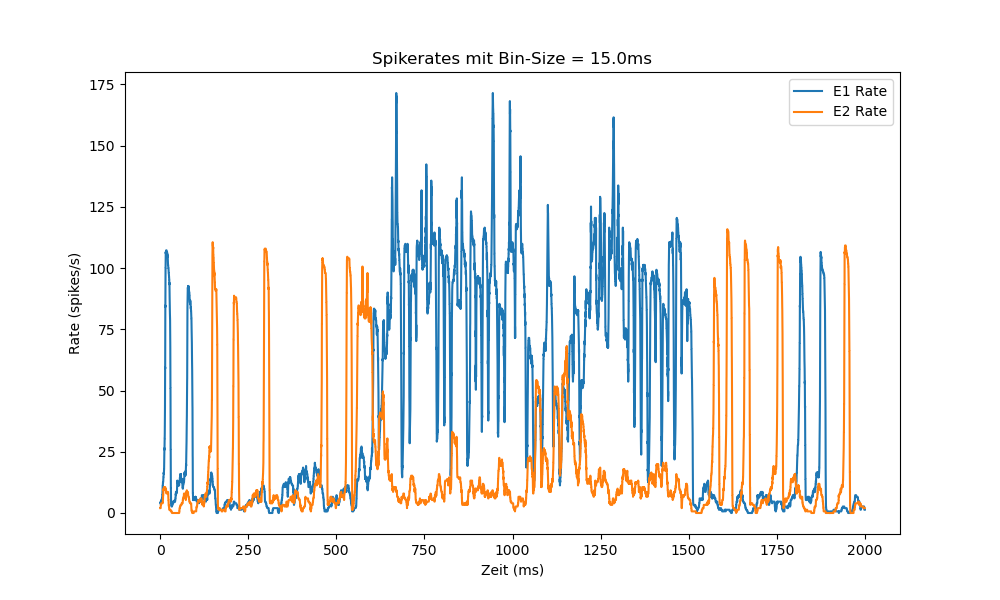 Spikerates mit Bin-Size = 15.0ms
E1 Rate
E2 Rate
Rate (spikes/s)
175
150
125
100
75
50
25
0
0 250 500 750 1000 1250 1500 1750 2000
Zeit (ms)